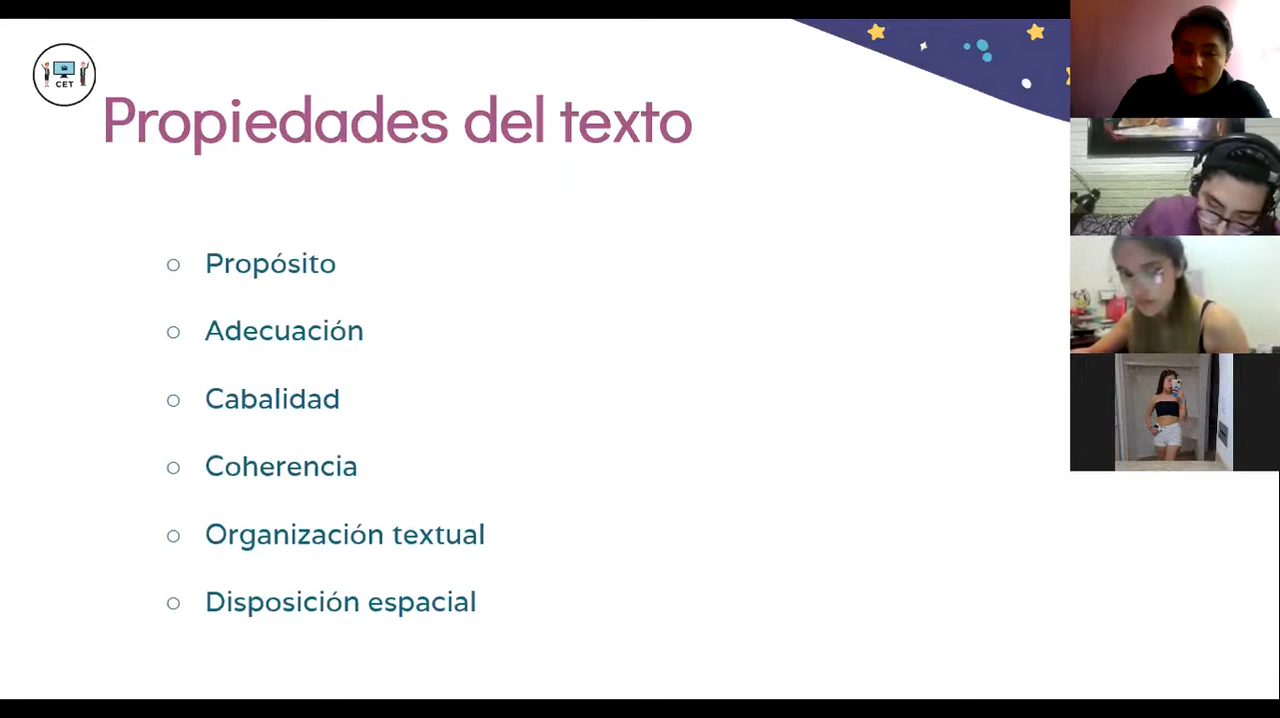 CET
Propiedades del texto
Propósito
Adecuación
Cabalidad
Coherencia
Organización textual
Disposición espacial